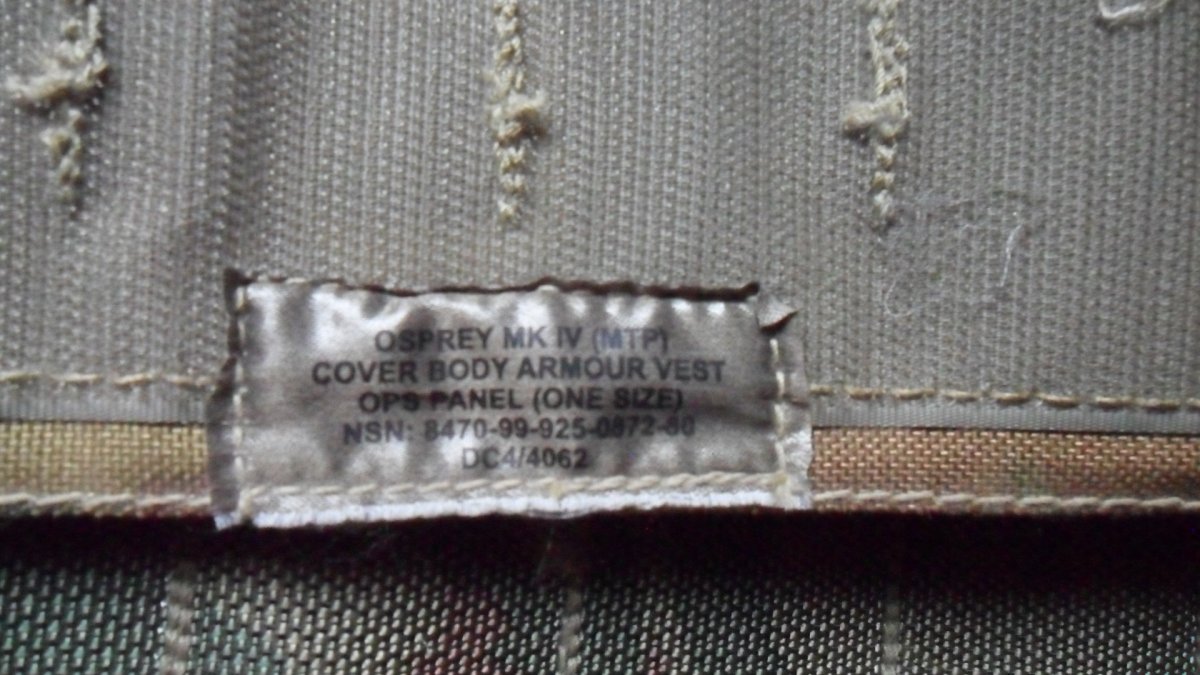 OSPREY MK IV (MTP)
COVER BODY ARMOUR VEST
OPS PANEL (ONE SIZE)
NSN: 8470-99-925-0872-80
DC4/4062